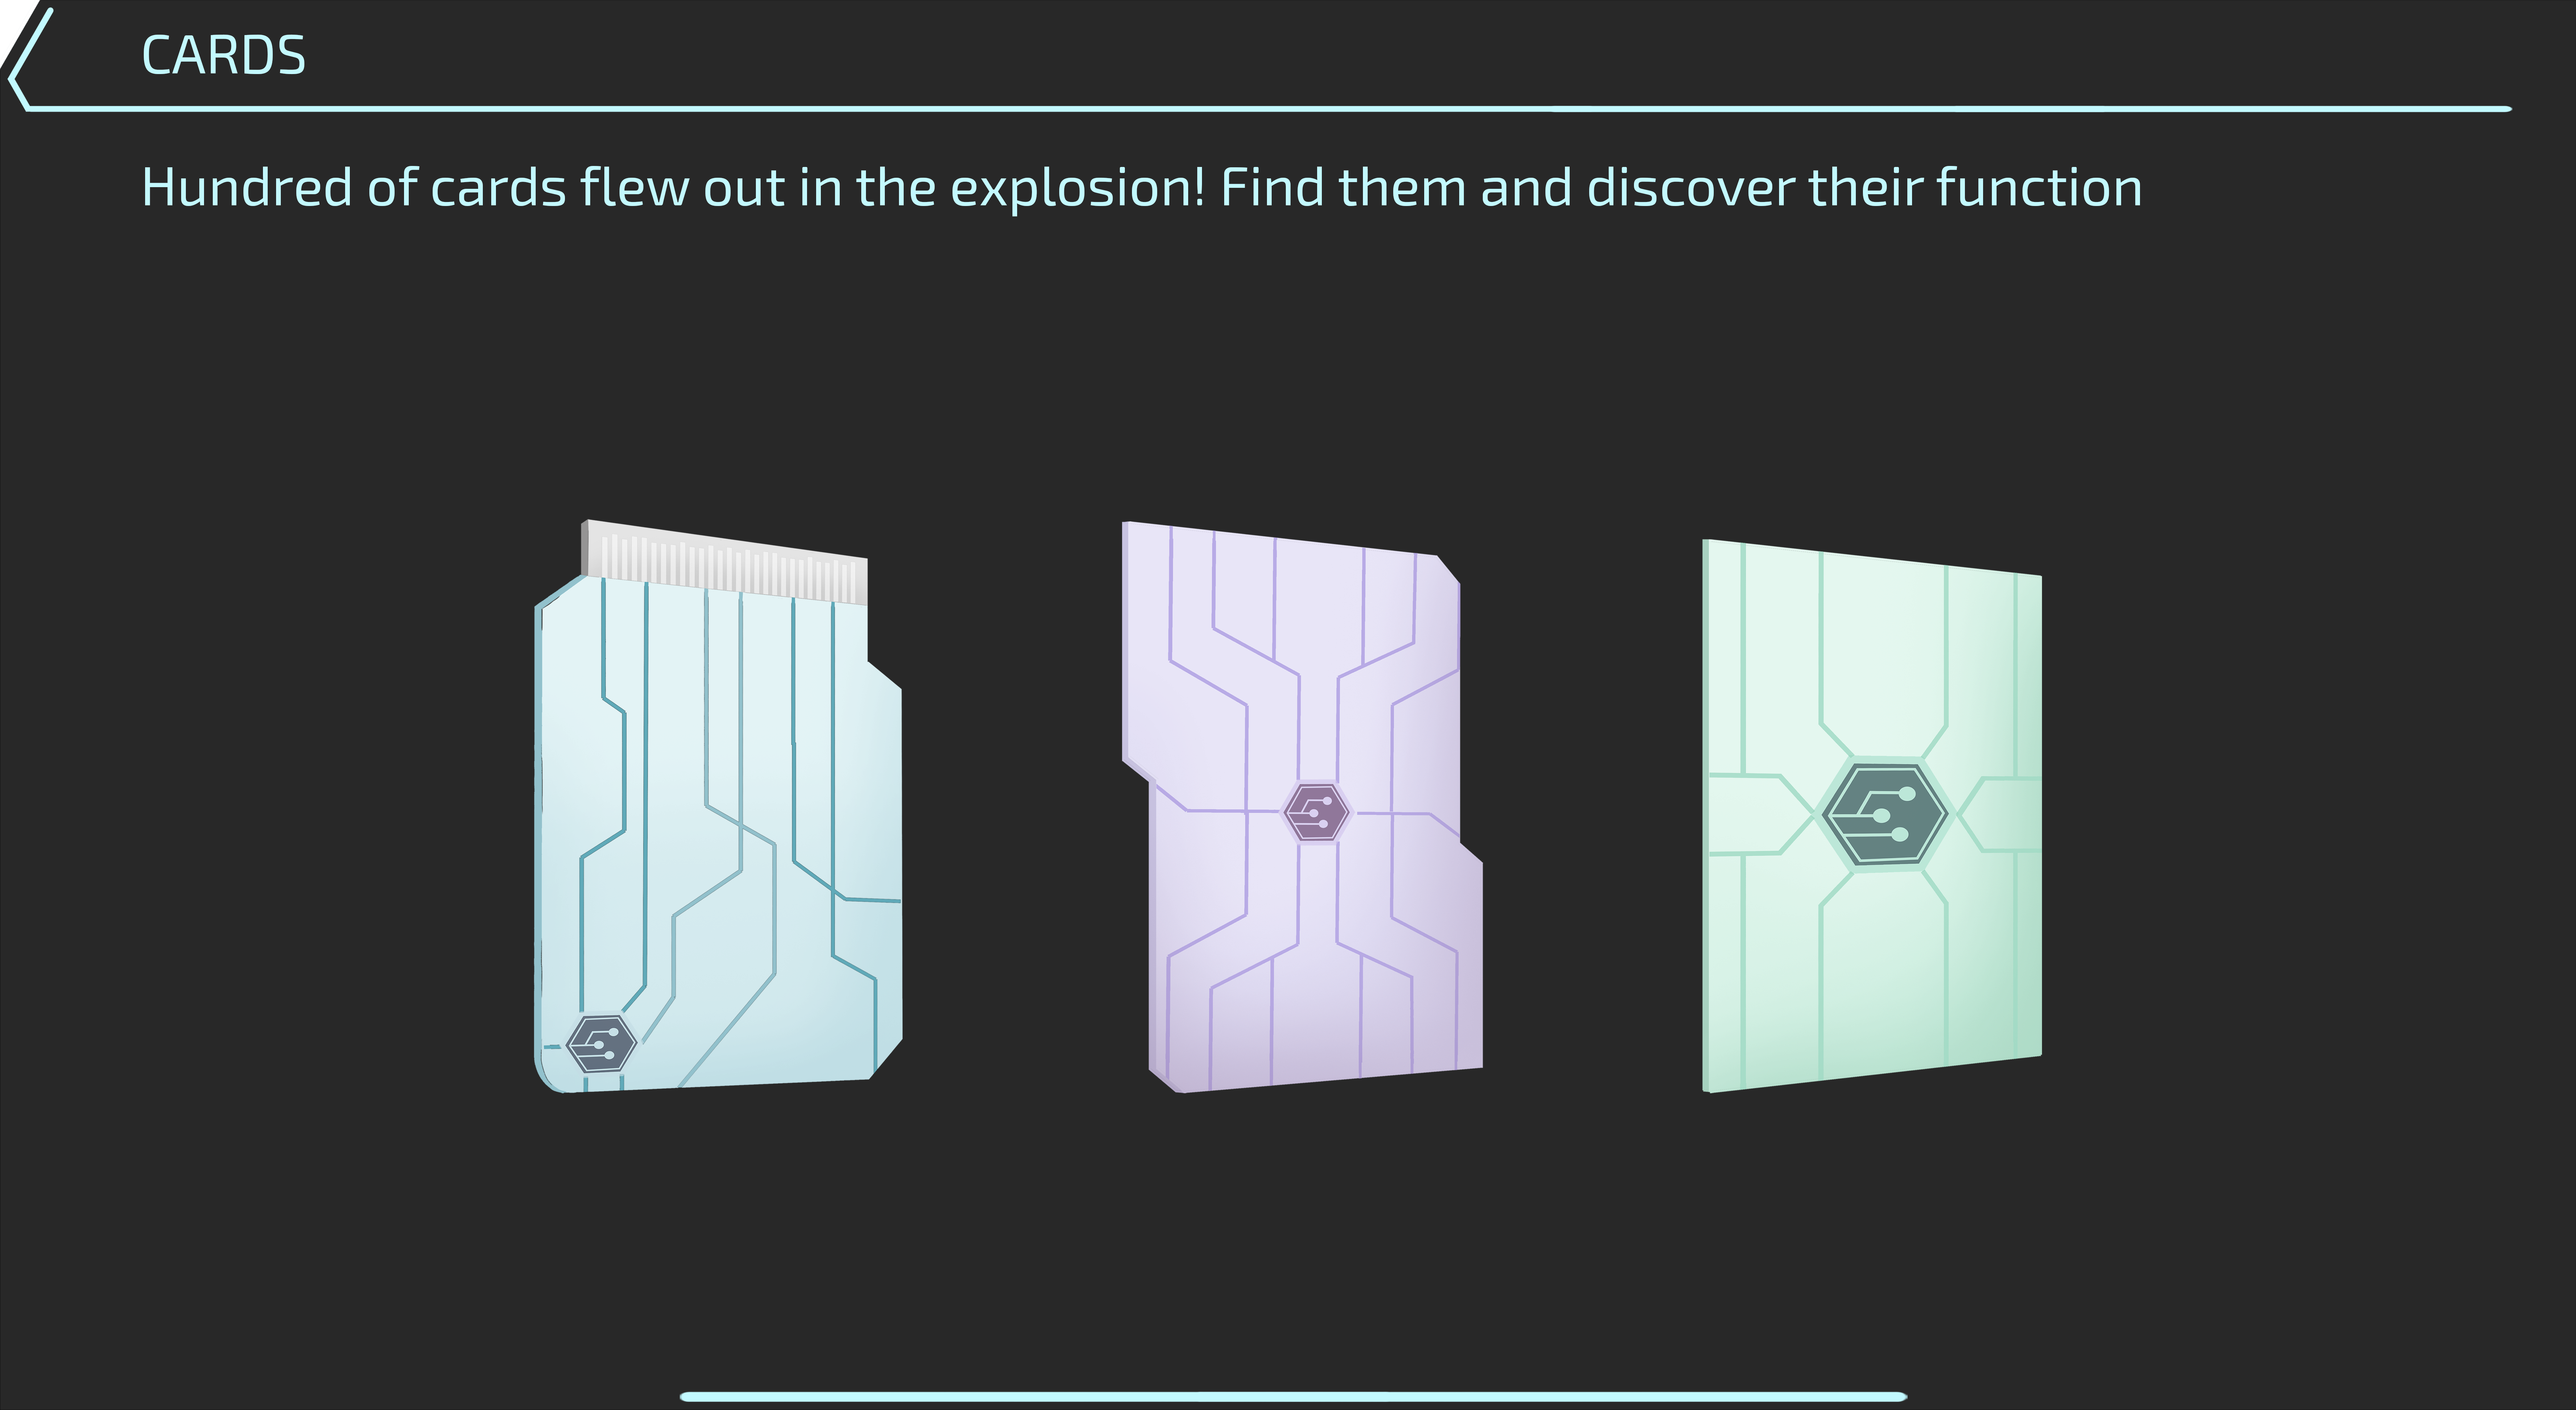 CARDS
Hundred of cards flew out in the explosion! Find them and discover their function